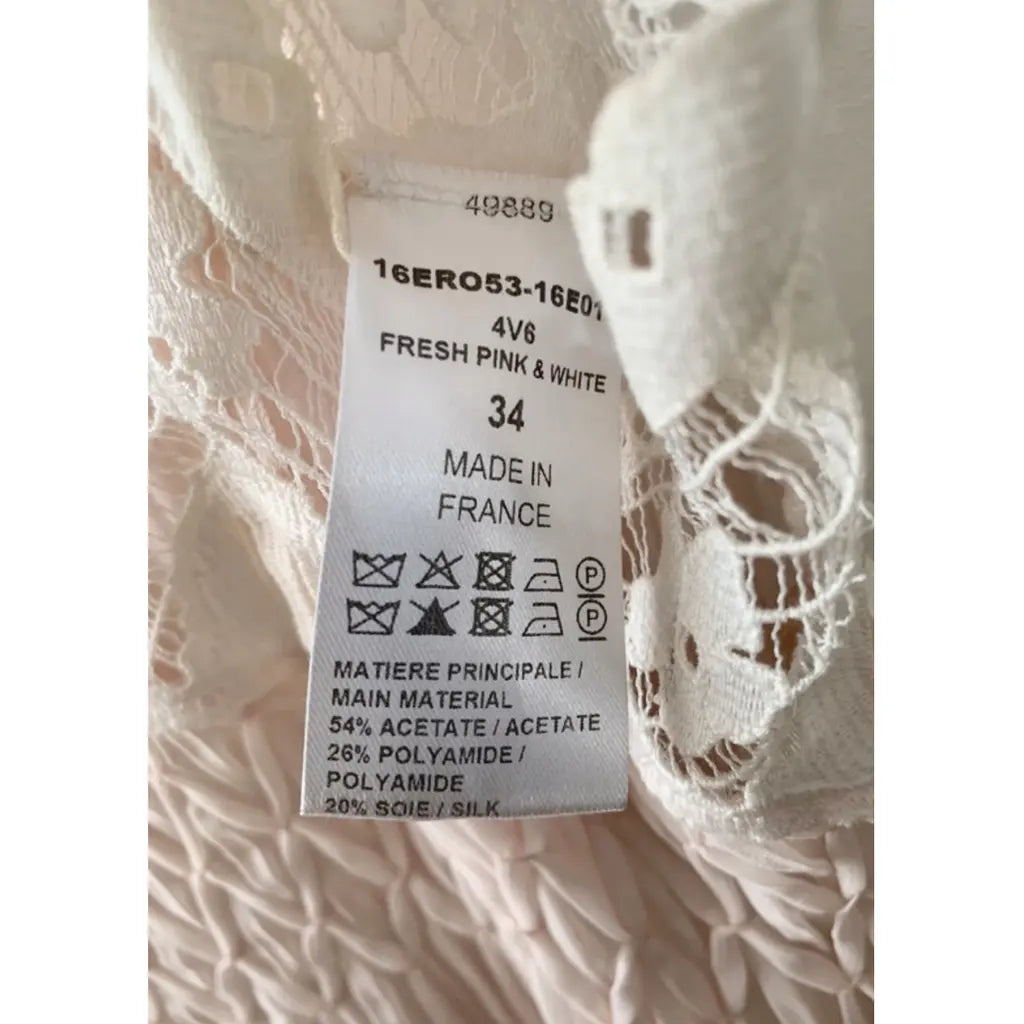 49889
16ERO53-16E01
4V6
FRESH PINK & WHITE
34
MADE IN
FRANCE
P
P
MATIERE PRINCIPALE /
MAIN MATERIAL
54% ACETATE / ACETATE
26% POLYAMIDE /
POLYAMIDE
20% SOIE / SILK